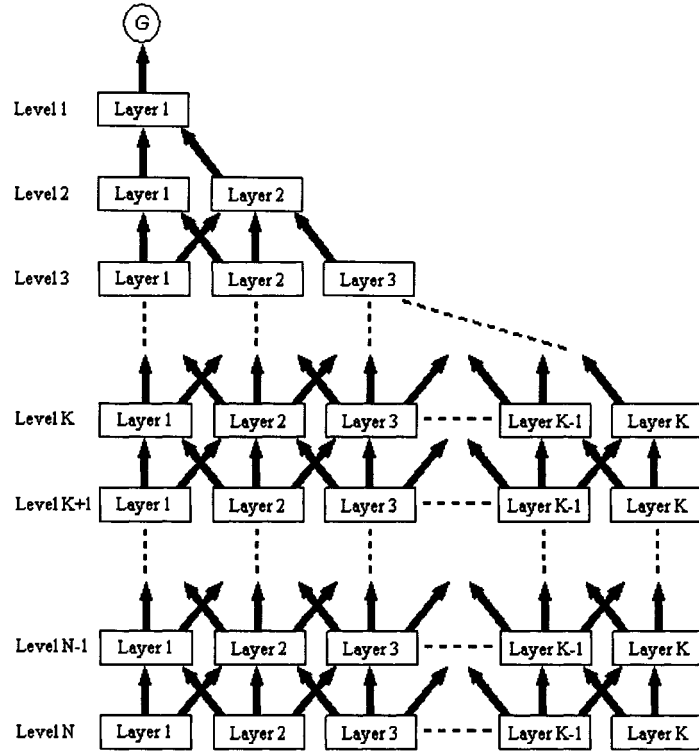 G
Level 1 Layer 1
Level 2 Layer 1 Layer 2
Level 3 Layer 1 Layer 2 Layer 3
Level K Layer 1 Layer 2 Layer 3 Layer K-1 Layer K
Level K+1 Layer 1 Layer 2 Layer 3 Layer K-1 Layer K
Level N-1 Layer 1 Layer 2 Layer 3 Layer K-1 Layer K
Level N Layer 1 Layer 2 Layer 3 Layer K-1 Layer K